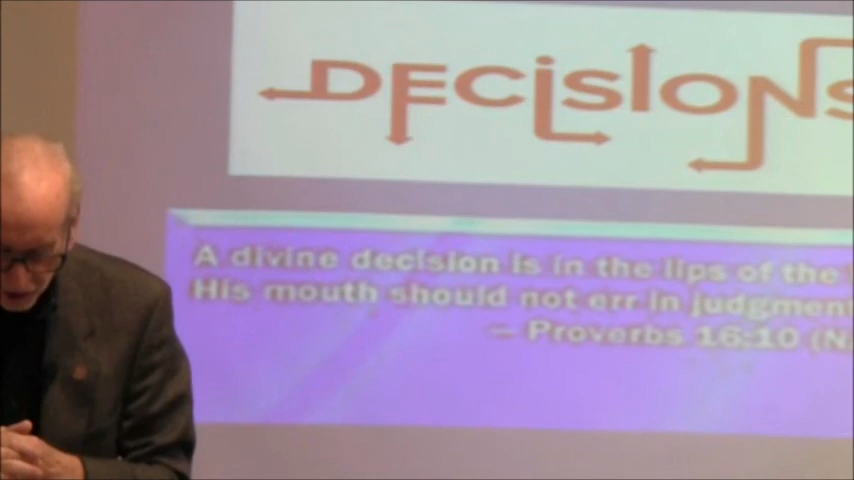 DECISIONS
A divine decision is in the lips of the
His mouth should not err in judgment
— Proverbs 16:10 (N